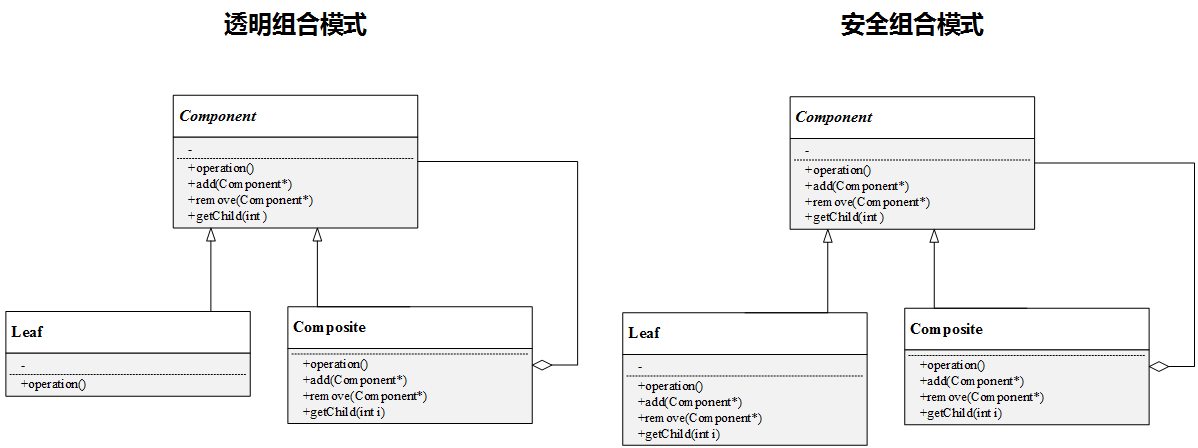 透明组合模式
安全组合模式
Component
-
+operation()
+add(Component*)
+remove(Component*)
+getChild(int )
Leaf
-
+operation()
Composite
+operation()
+add(Component*)
+remove(Component*)
+getChild(int i)
Component
-
+operation()
+add(Component*)
+remove(Component*)
+getChild(int )
Leaf
-
+operation()
+add(Component*)
+remove(Component*)
+getChild(int i)
Composite
+operation()
+add(Component*)
+remove(Component*)
+getChild(int i)